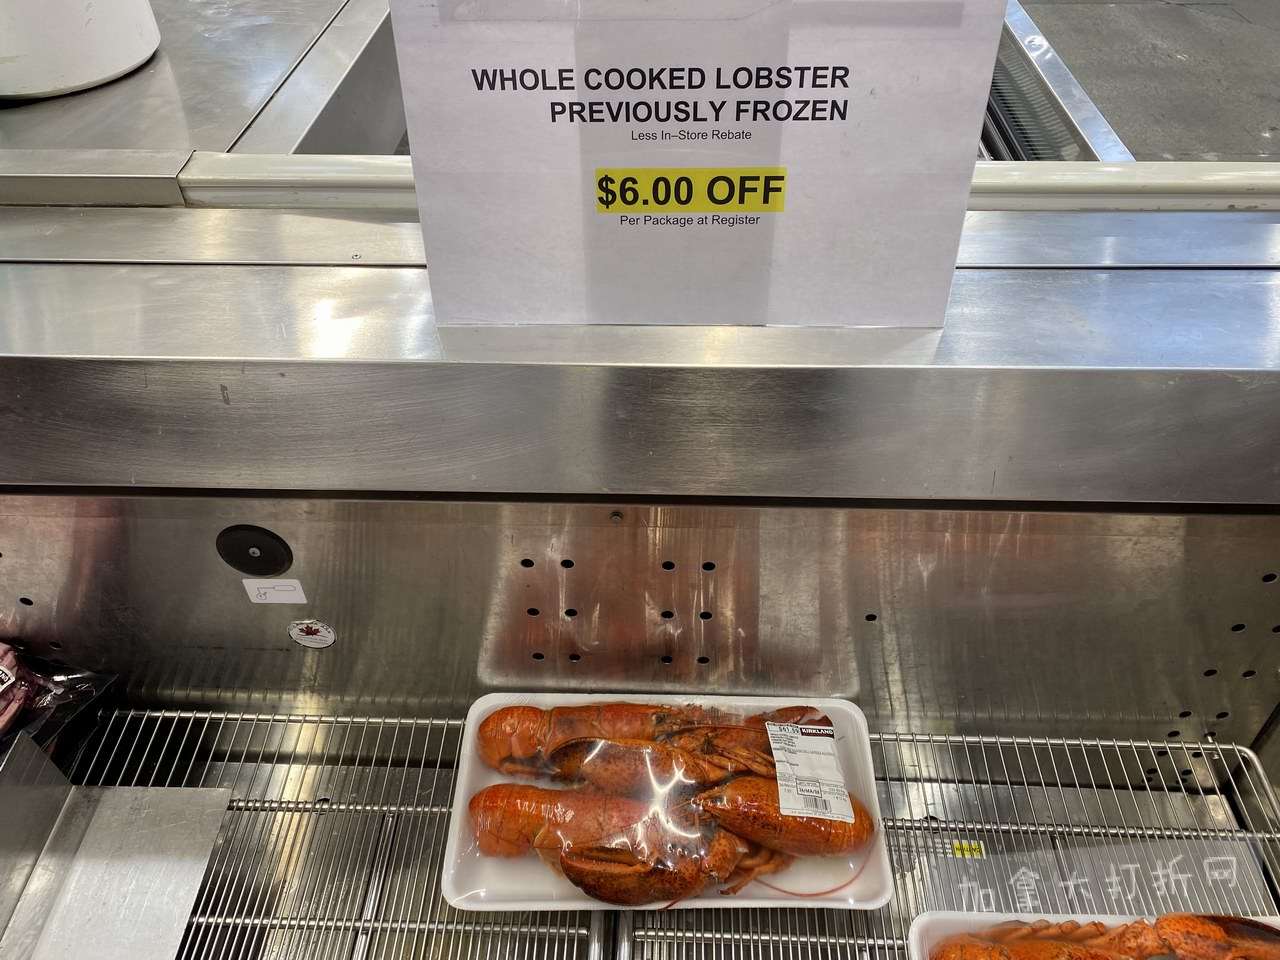 WHOLE COOKED LOBSTER
PREVIOUSLY FROZEN
Less In–Store Rebate
$6.00 OFF
Per Package at Register
KIRKLAND
加拿大打折网